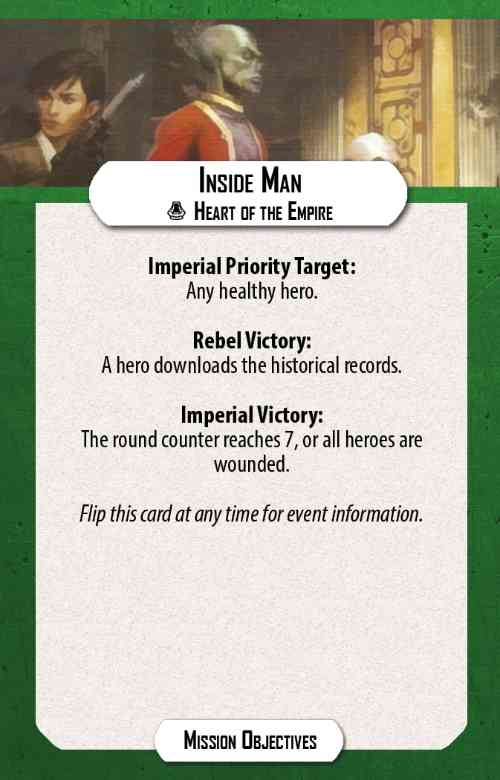 Inside Man
Heart of the Empire
Imperial Priority Target:
Any healthy hero.
Rebel Victory:
A hero downloads the historical records.
Imperial Victory:
The round counter reaches 7, or all heroes are
wounded.
Flip this card at any time for event information.
Mission Objectives